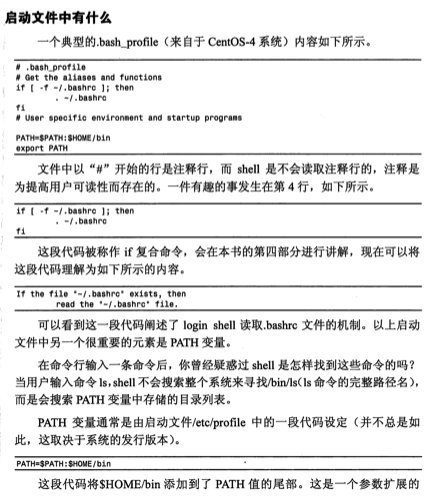 启动文件中有什么
一个典型的.bash_profile（来自于 CentOS-4 系统）内容如下所示。
# .bash_profile
# Get the aliases and functions
if [ -f ~/.bashrc ]; then
. ~/.bashrc
fi
# User specific environment and startup programs
PATH=$PATH:$HOME/bin
export PATH
文件中以“#”开始的行是注释行，而 shell 是不会读取注释行的，注释是
为提高用户可读性而存在的。一件有趣的事发生在第 4 行，如下所示。
if [ -f ~/.bashrc ]; then
. ~/.bashrc
fi
这段代码被称作 if 复合命令，会在本书的第四部分进行讲解，现在可以将
这段代码理解为如下所示的内容。
If the file "~/.bashrc" exists, then
read the "~/.bashrc" file.
可以看到这一段代码阐述了 login shell 读取.bashrc 文件的机制。以上启动
文件中另一个很重要的元素是 PATH 变量。
在命令行输入一条命令后，你曾经疑惑过 shell 是怎样找到这些命令的吗？
当用户输入命令 ls，shell 不会搜索整个系统来寻找/bin/ls（ls 命令的完整路径名），
而是会搜索 PATH 变量中存储的目录列表。
PATH 变量通常是由启动文件/etc/profile 中的一段代码设定（并不总是如
此，这取决于系统的发行版本）。
PATH=$PATH:$HOME/bin
这段代码将$HOME/bin 添加到了 PATH 值的尾部。这是一个参数扩展的